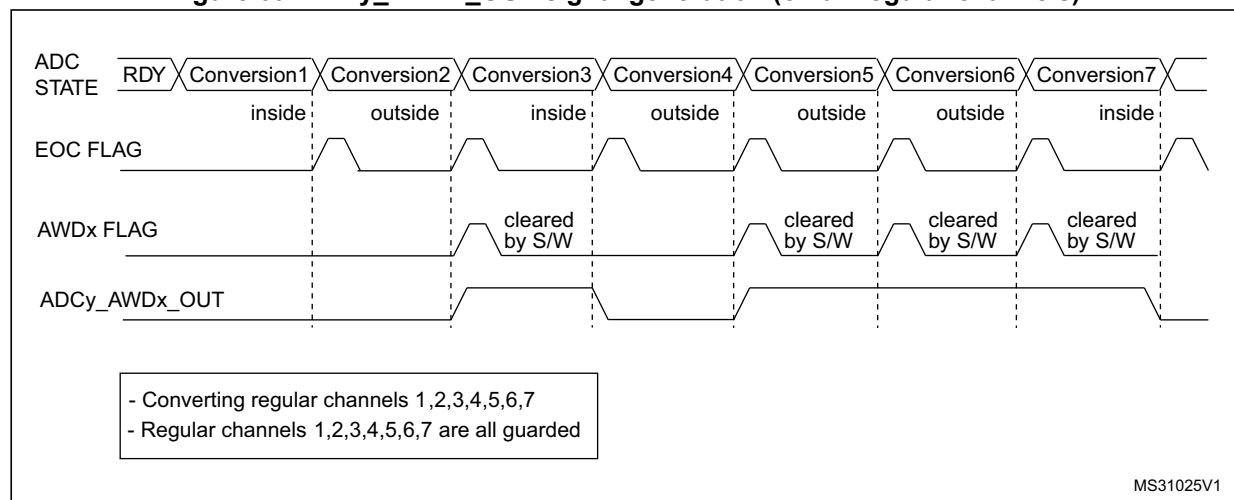 ADC
STATE
RDY Conversion1 Conversion2 Conversion3 Conversion4 Conversion5 Conversion6 Conversion7
inside outside inside outside outside outside inside
EOC FLAG
AWDx FLAG
cleared
by S/W
cleared
by S/W
cleared
by S/W
cleared
by S/W
ADCy_AWDx_OUT
- Converting regular channels 1,2,3,4,5,6,7
- Regular channels 1,2,3,4,5,6,7 are all guarded
MS31025V1